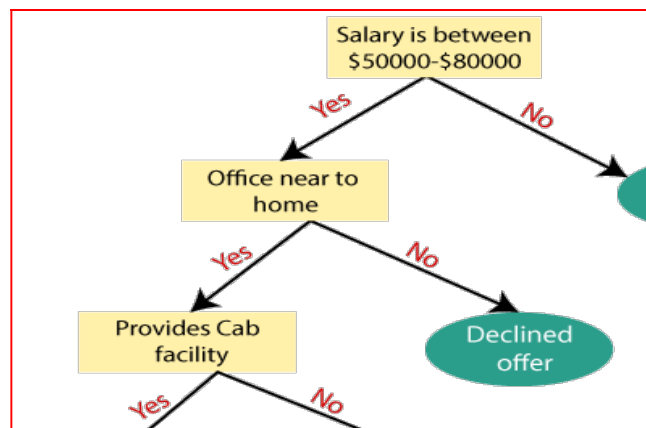 Salary is between
$50000-$80000
Yes
No
Office near to
home
Yes
No
Provides Cab
facility
Declined
offer
Yes
No